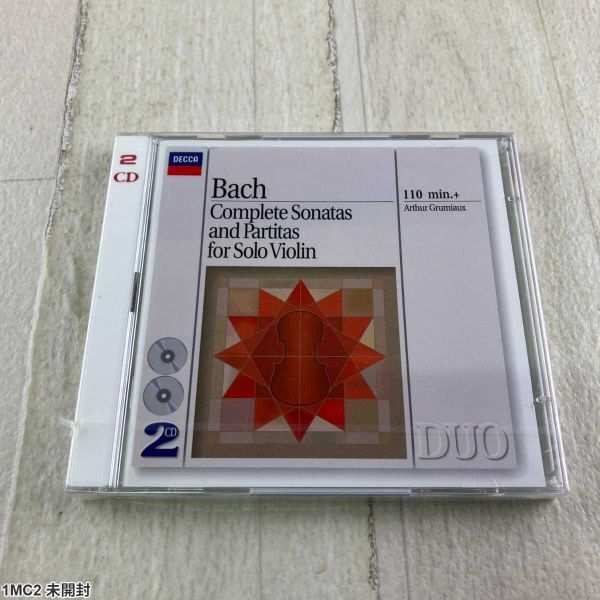 2
CD
DECCA
Bach
Complete Sonatas
and Partitas
for Solo Violin
110 min.+
Arthur Grumiaux
2CD
DUO
1MC2 未開封